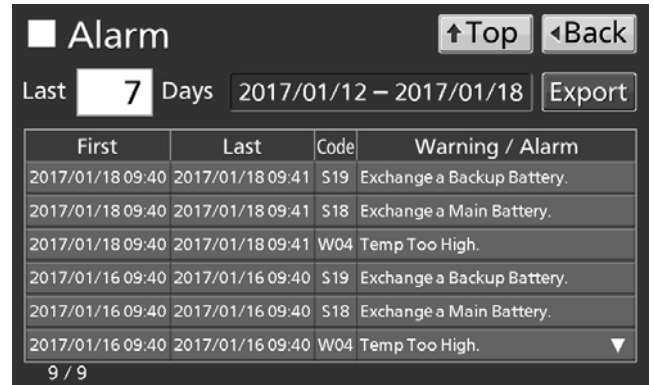 Alarm ↑Top ◂Back
Last 7 Days 2017/01/12 – 2017/01/18 Export
First Last Code Warning / Alarm
2017/01/18 09:40 2017/01/18 09:41 S19 Exchange a Backup Battery.
2017/01/18 09:40 2017/01/18 09:41 S18 Exchange a Main Battery.
2017/01/18 09:40 2017/01/18 09:41 W04 Temp Too High.
2017/01/16 09:40 2017/01/16 09:40 S19 Exchange a Backup Battery.
2017/01/16 09:40 2017/01/16 09:40 S18 Exchange a Main Battery.
2017/01/16 09:40 2017/01/16 09:40 W04 Temp Too High. ▼
9 / 9